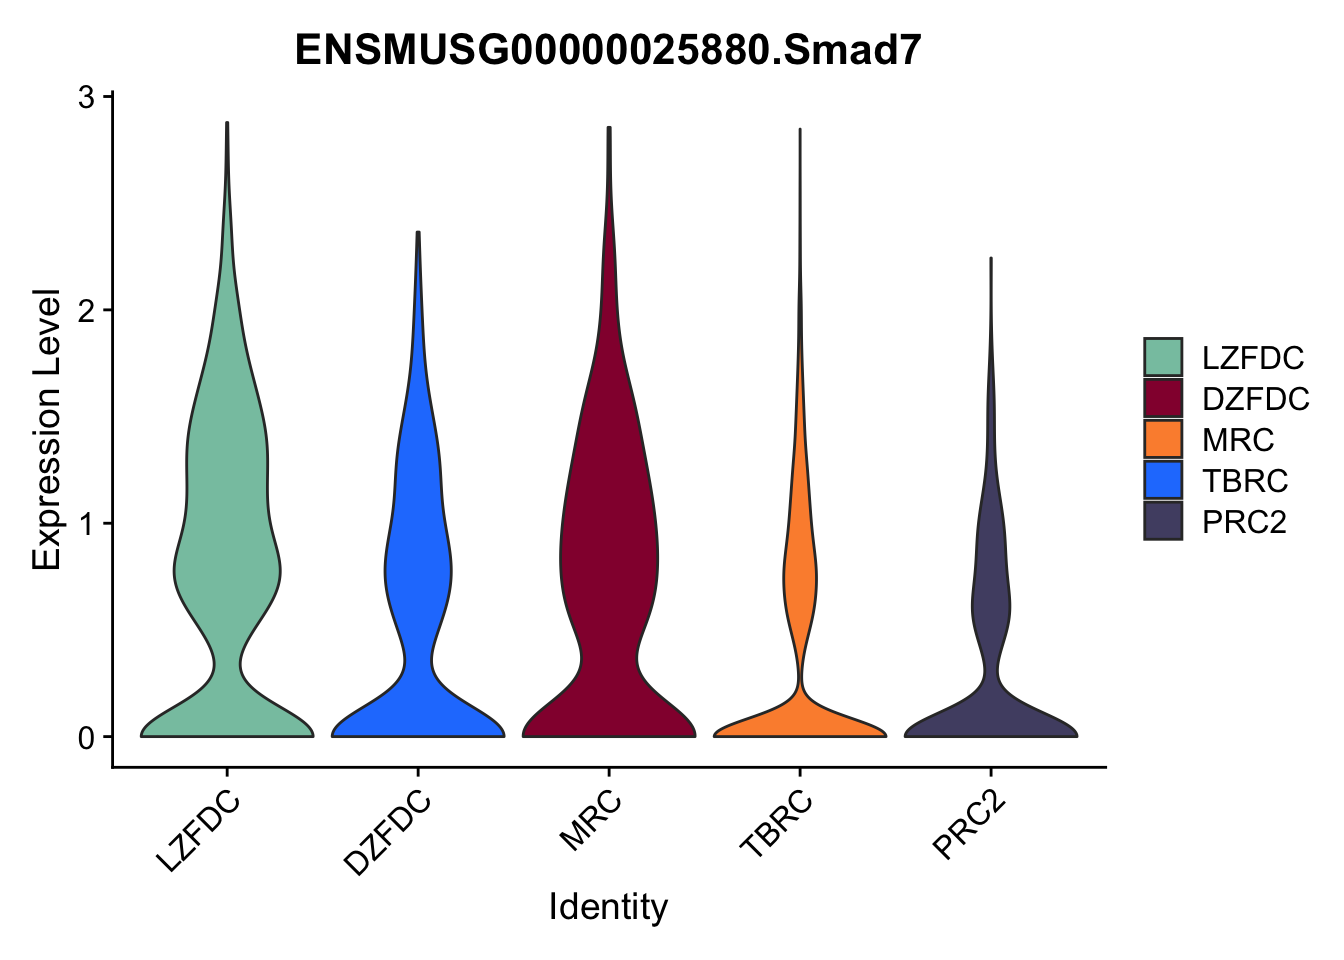 ENSMUSG00000025880.Smad7
Expression Level
3
2
1
0
LZFDC
DZFDC
MRC
TBRC
PRC2
Identity
LZFDC
DZFDC
MRC
TBRC
PRC2